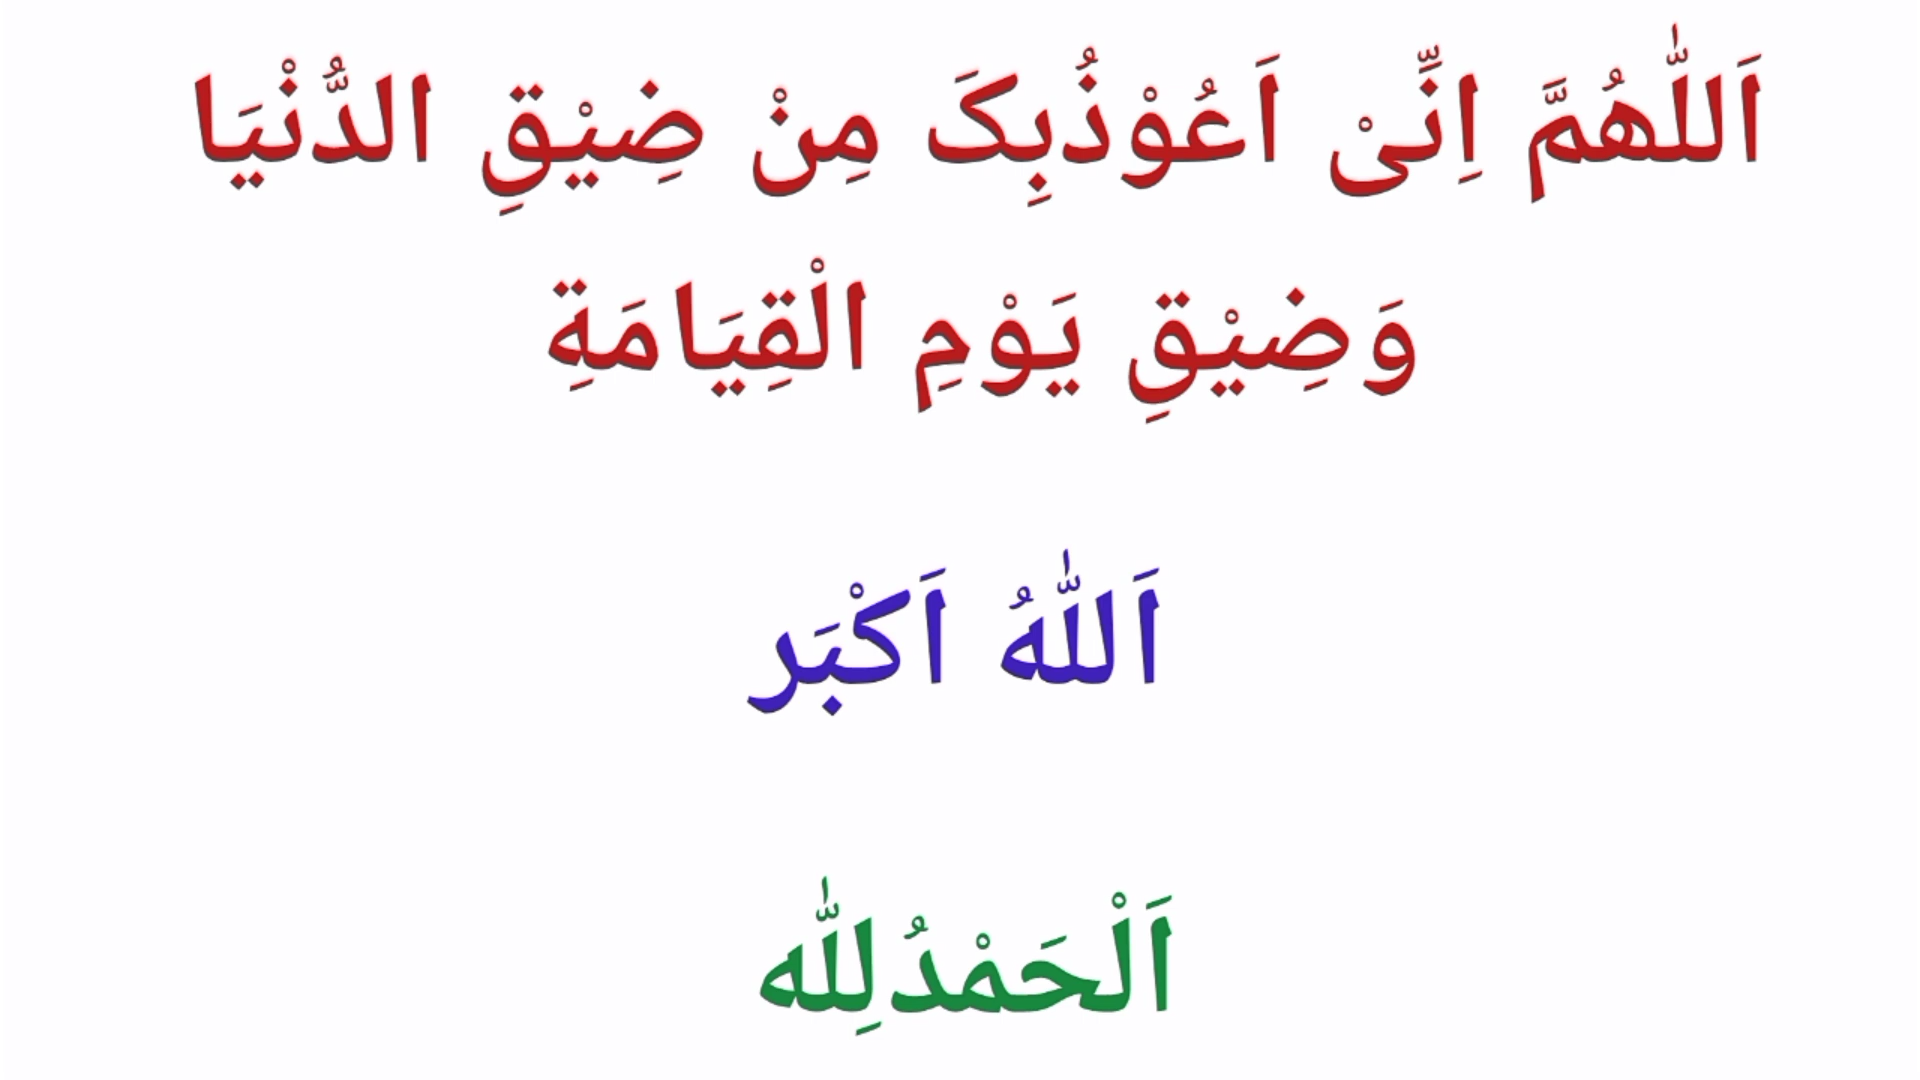 اَللّٰهُمَّ اِنِّیْ اَعُوْذُبِکَ مِنْ ضِيْقِ الدُّنْيَا
وَضِيْقِ يَوْمِ الْقِيَامَةِ
اَللّٰهُ اَكْبَر
اَلْحَمْدُلِلّٰه